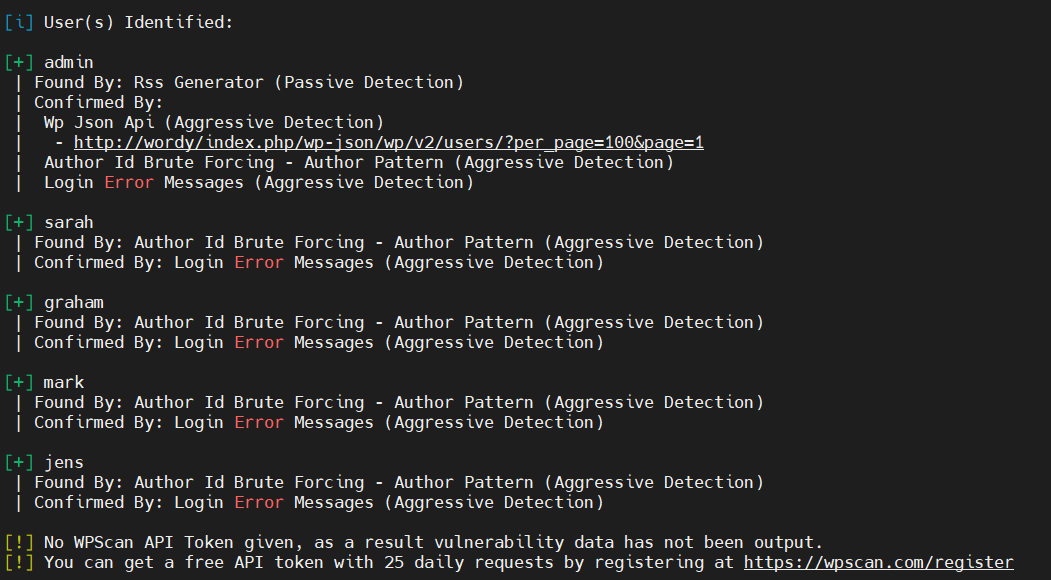 [i] User(s) Identified:
[+] admin
| Found By: Rss Generator (Passive Detection)
| Confirmed By:
|  Wp Json Api (Aggressive Detection)
|   - http://wordy/index.php/wp-json/wp/v2/users/?per_page=100&page=1
|  Author Id Brute Forcing - Author Pattern (Aggressive Detection)
|  Login Error Messages (Aggressive Detection)
[+] sarah
| Found By: Author Id Brute Forcing - Author Pattern (Aggressive Detection)
| Confirmed By: Login Error Messages (Aggressive Detection)
[+] graham
| Found By: Author Id Brute Forcing - Author Pattern (Aggressive Detection)
| Confirmed By: Login Error Messages (Aggressive Detection)
[+] mark
| Found By: Author Id Brute Forcing - Author Pattern (Aggressive Detection)
| Confirmed By: Login Error Messages (Aggressive Detection)
[+] jens
| Found By: Author Id Brute Forcing - Author Pattern (Aggressive Detection)
| Confirmed By: Login Error Messages (Aggressive Detection)
[!] No WPScan API Token given, as a result vulnerability data has not been output.
[!] You can get a free API token with 25 daily requests by registering at https://wpscan.com/register